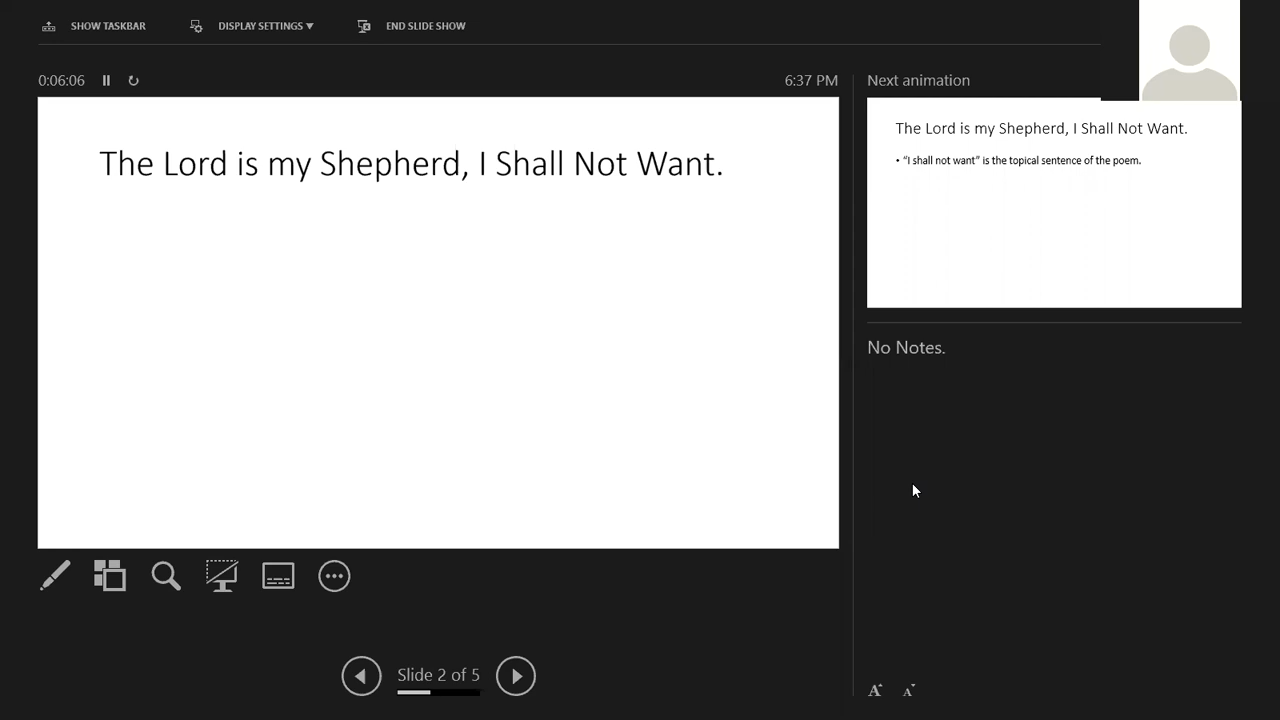 SHOW TASKBAR
DISPLAY SETTINGS ▼
END SLIDE SHOW
0:06:06
6:37 PM
Next animation
The Lord is my Shepherd, I Shall Not Want.
The Lord is my Shepherd, I Shall Not Want.
• “I shall not want” is the topical sentence of the poem.
No Notes.
Slide 2 of 5
A A